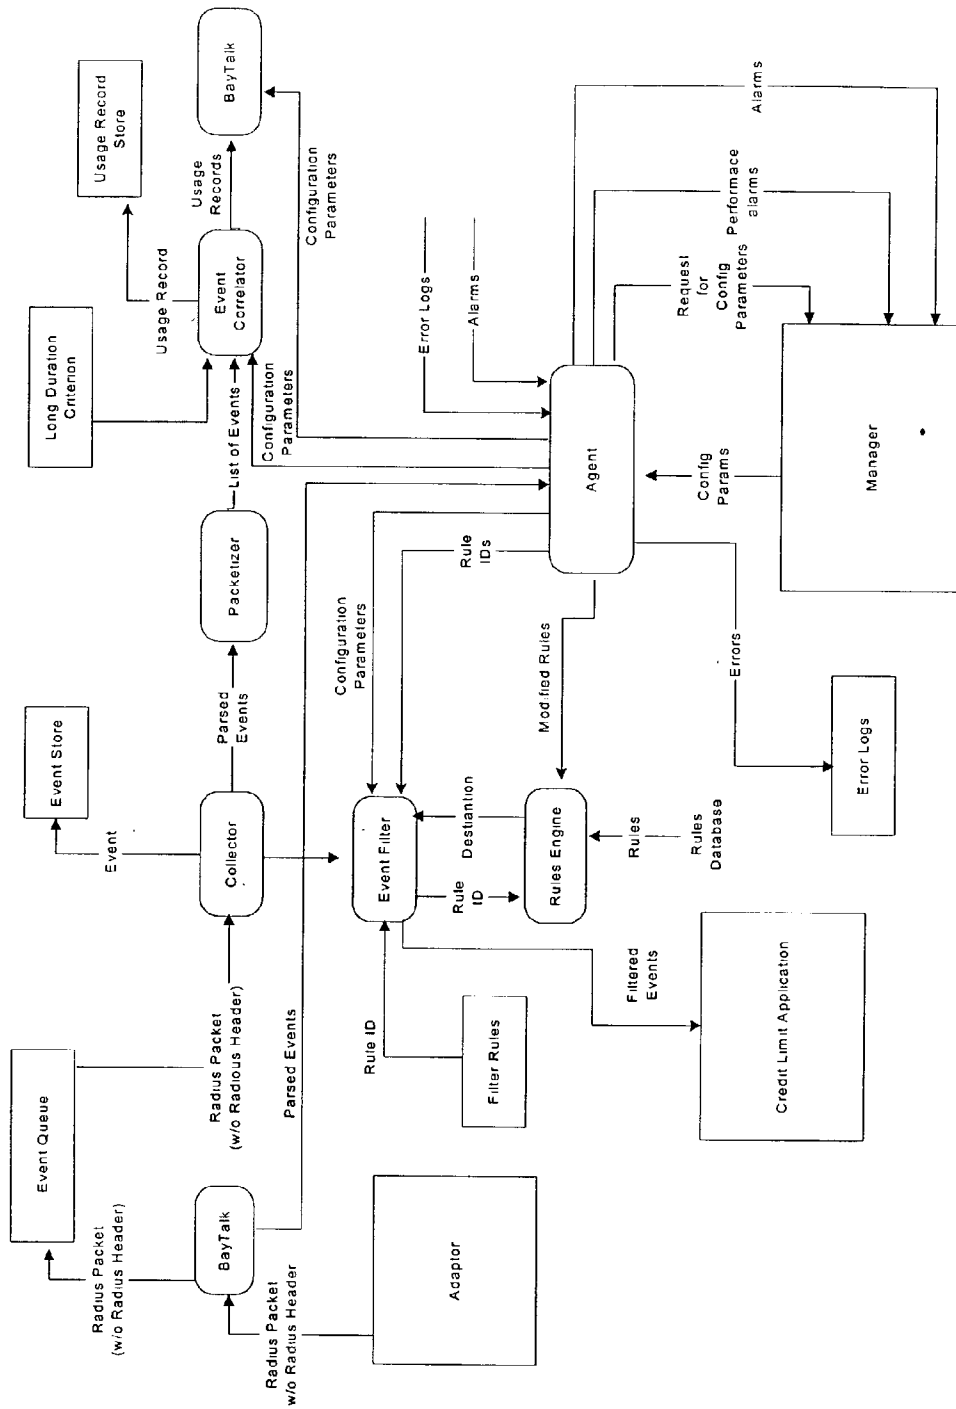 Event Queue
Event Store
Long Duration
Criterion
Usage Record
Store
Radius Packet
(w/o Radius Header)
Event
Usage Record
BayTalk
Radius Packet
(w/o Radious Header)
Collector
Parsed
Events
Packetizer
List of Events
Event
Correlator
Usage
Records
BayTalk
Radius Packet
w/o Radius Header
Parsed Events
Configuration
Parameters
Configuration
Parameters
Adaptor
Rule ID
Filter Rules
Event Filter
Configuration
Parameters
Rule
IDs
Error Logs
Alarms
Rule
ID
Destiantion
Rules Engine
Modified Rules
Agent
Filtered
Events
Rules
Rules
Database
Request
for
Config
Parameters
Performace
alarms
Alarms
Credit Limit Application
Errors
Config
Params
Error Logs
Manager